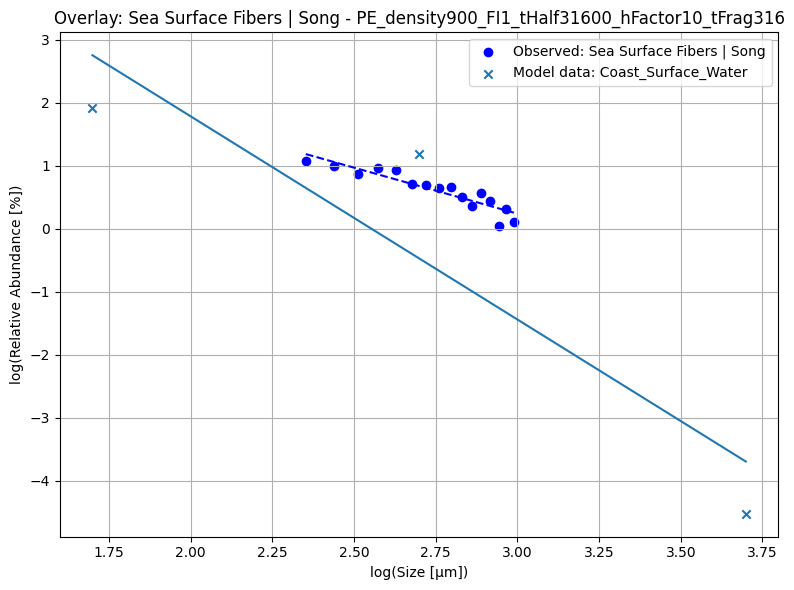 Overlay: Sea Surface Fibers | Song - PE_density900_FI1_tHalf31600_hFactor10_tFrag316
Observed: Sea Surface Fibers | Song
Model data: Coast_Surface_Water
log(Relative Abundance [%])
3
2
1
0
−1
−2
−3
−4
1.75 2.00 2.25 2.50 2.75 3.00 3.25 3.50 3.75
log(Size [μm])